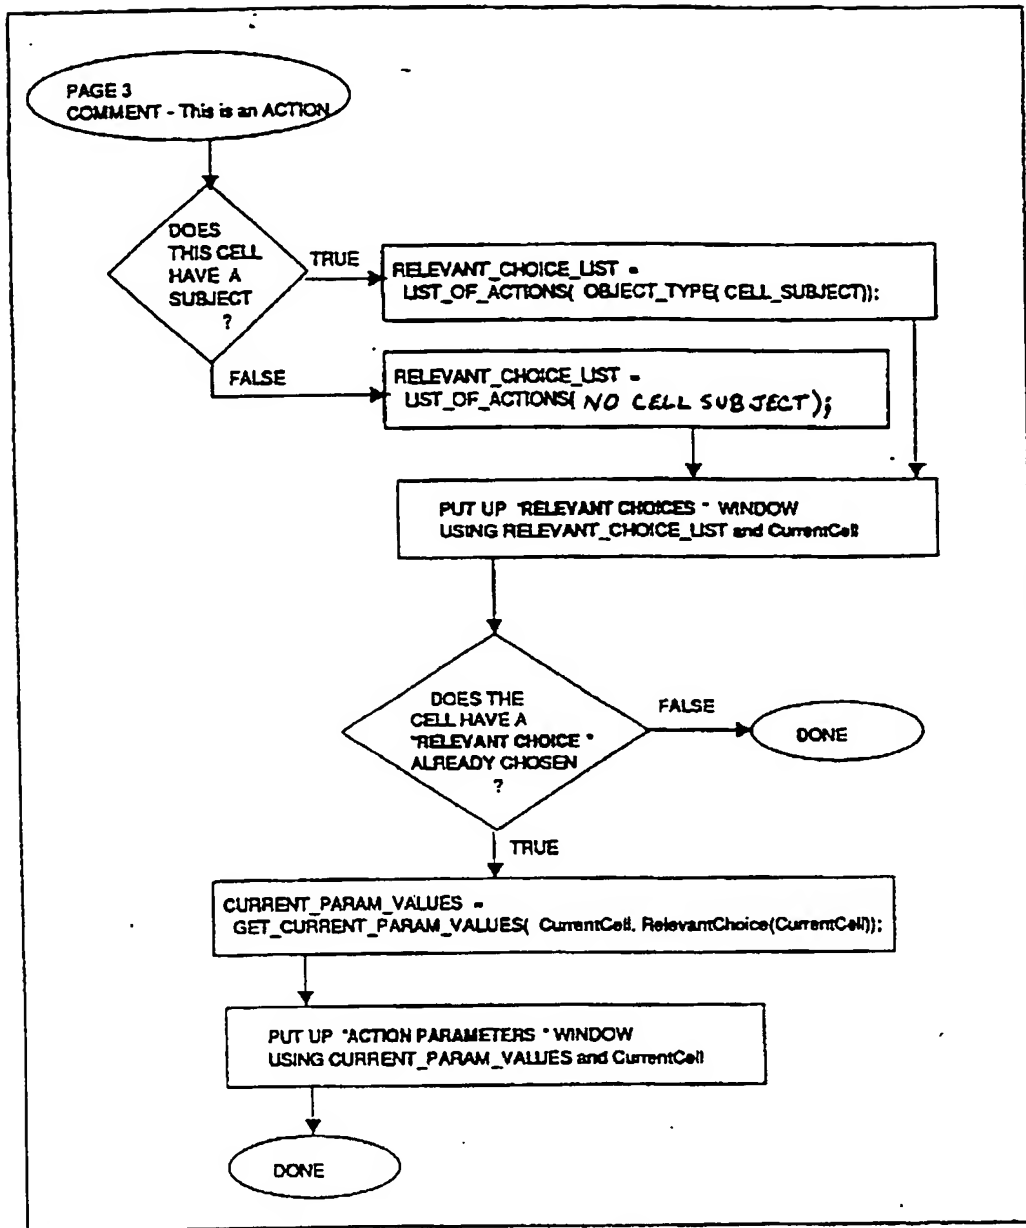 PAGE 3
COMMENT - This is an ACTION
DOES
THIS CELL
HAVE A
SUBJECT
?
TRUE
RELEVANT_CHOICE_LIST =
LIST_OF_ACTIONS( OBJECT_TYPE( CELL_SUBJECT));
FALSE
RELEVANT_CHOICE_LIST =
LIST_OF_ACTIONS( NO CELL SUBJECT);
PUT UP "RELEVANT CHOICES " WINDOW
USING RELEVANT_CHOICE_LIST and CurrentCell
DOES THE
CELL HAVE A
"RELEVANT CHOICE "
ALREADY CHOSEN
?
FALSE
DONE
TRUE
CURRENT_PARAM_VALUES =
GET_CURRENT_PARAM_VALUES( CurrentCell, RelevantChoice(CurrentCell));
PUT UP "ACTION PARAMETERS " WINDOW
USING CURRENT_PARAM_VALUES and CurrentCell
DONE